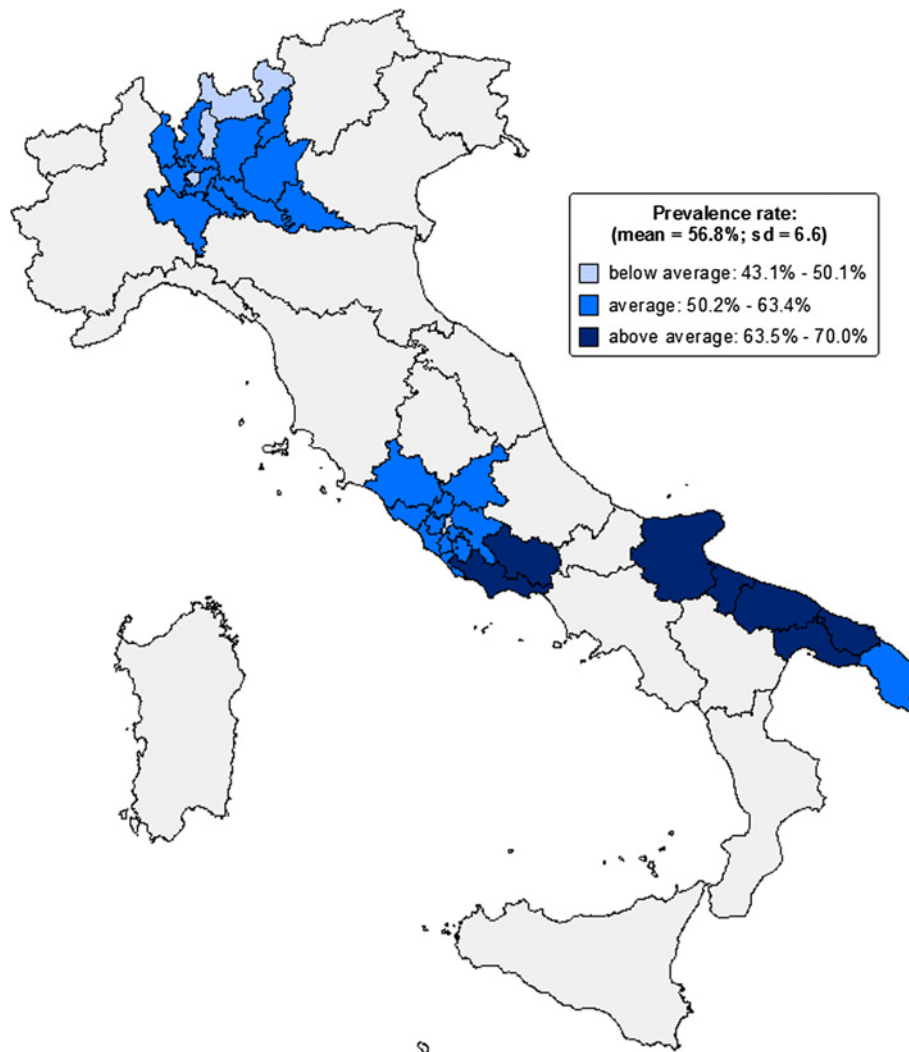 Prevalence rate:
(mean = 56.8%; sd = 6.6)
below average: 43.1% - 50.1%
average: 50.2% - 63.4%
above average: 63.5% - 70.0%